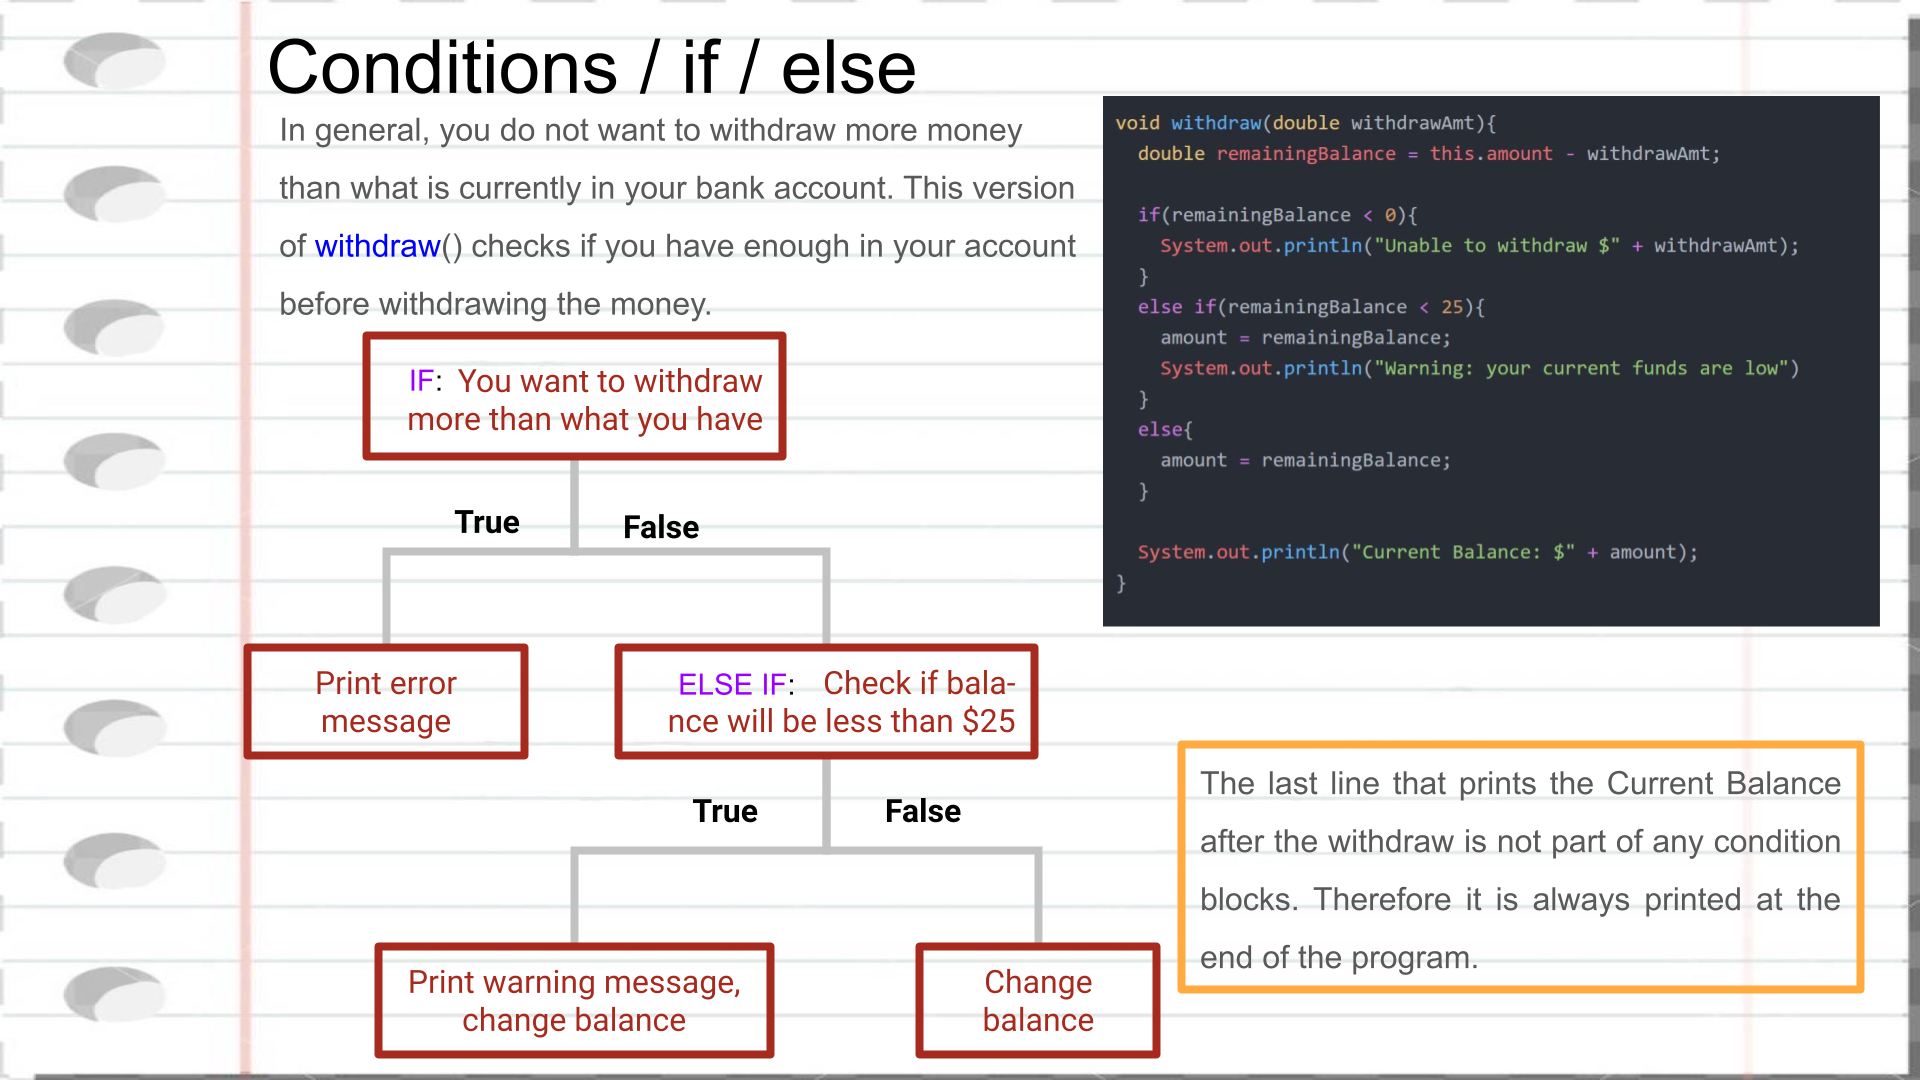 Conditions / if / else
In general, you do not want to withdraw more money
than what is currently in your bank account. This version
of withdraw() checks if you have enough in your account
before withdrawing the money.
void withdraw(double withdrawAmt){
  double remainingBalance = this.amount - withdrawAmt;
  if(remainingBalance < 0){
    System.out.println("Unable to withdraw $" + withdrawAmt);
  }
  else if(remainingBalance < 25){
    amount = remainingBalance;
    System.out.println("Warning: your current funds are low")
  }
  else{
    amount = remainingBalance;
  }
  System.out.println("Current Balance: $" + amount);
}
IF: You want to withdraw
more than what you have
True
False
Print error
message
ELSE IF: Check if bala-
nce will be less than $25
True
False
Print warning message,
change balance
Change
balance
The last line that prints the Current Balance
after the withdraw is not part of any condition
blocks. Therefore it is always printed at the
end of the program.